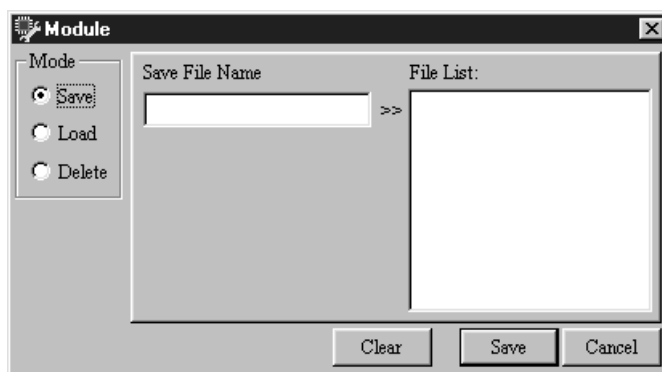 Module
Mode
Save
Load
Delete
Save File Name
>>
File List:
Clear
Save
Cancel